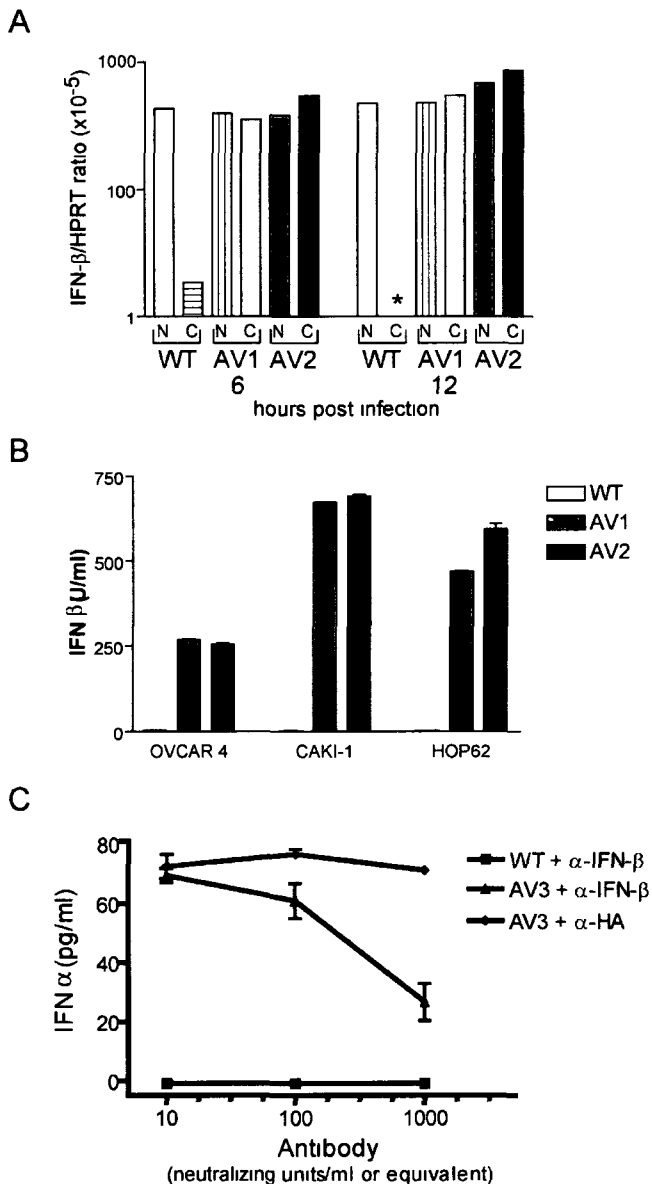 A
IFN-β/HPRT ratio (x10-5)
1000
100
1
*
N C N C N C N C N C N C
WT AV1 AV2 WT AV1 AV2
6 12
hours post infection
B
IFN β(U/ml)
750
500
250
0
OVCAR 4 CAKI-1 HOP62
WT
AV1
AV2
C
IFN α (pg/ml)
80
60
40
20
0
10 100 1000
Antibody
(neutralizing units/ml or equivalent)
WT + α-IFN-β
AV3 + α-IFN-β
AV3 + α-HA